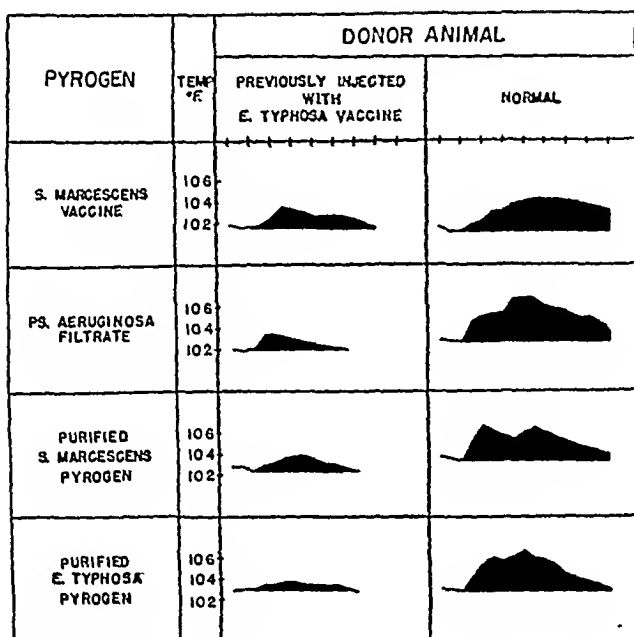 DONOR ANIMAL
PYROGEN
TEMP
°F.
PREVIOUSLY INJECTED
WITH
E. TYPHOSA VACCINE
NORMAL
S. MARCESCENS
VACCINE
106
104
102
PS. AERUGINOSA
FILTRATE
106
104
102
PURIFIED
S. MARCESCENS
PYROGEN
106
104
102
PURIFIED
E. TYPHOSA
PYROGEN
106
104
102